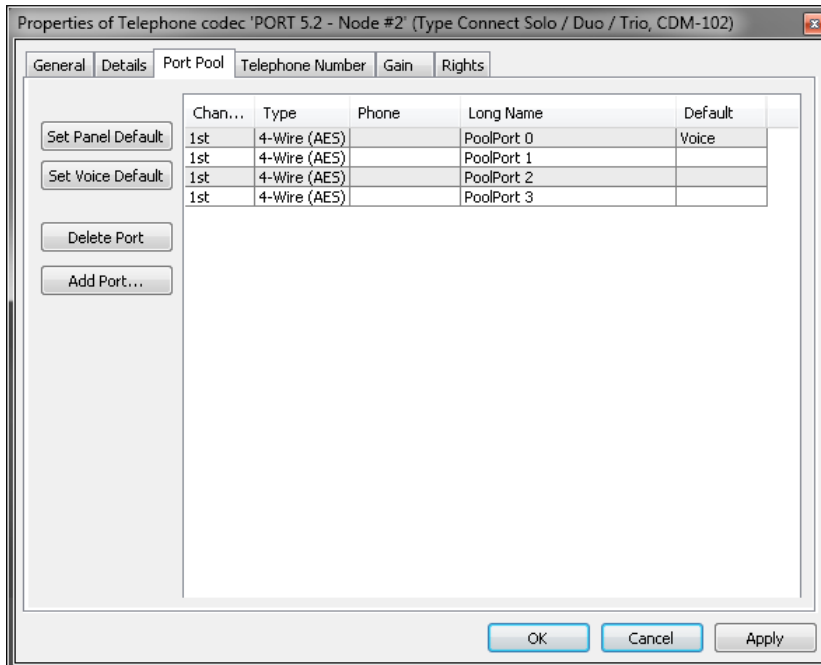 Properties of Telephone codec 'PORT 5.2 - Node #2' (Type Connect Solo / Duo / Trio, CDM-102)
General Details Port Pool Telephone Number Gain Rights
Chan... Type Phone Long Name Default
Set Panel Default
Set Voice Default
Delete Port
Add Port...
1st 4-Wire (AES) PoolPort 0 Voice
1st 4-Wire (AES) PoolPort 1
1st 4-Wire (AES) PoolPort 2
1st 4-Wire (AES) PoolPort 3
OK Cancel Apply